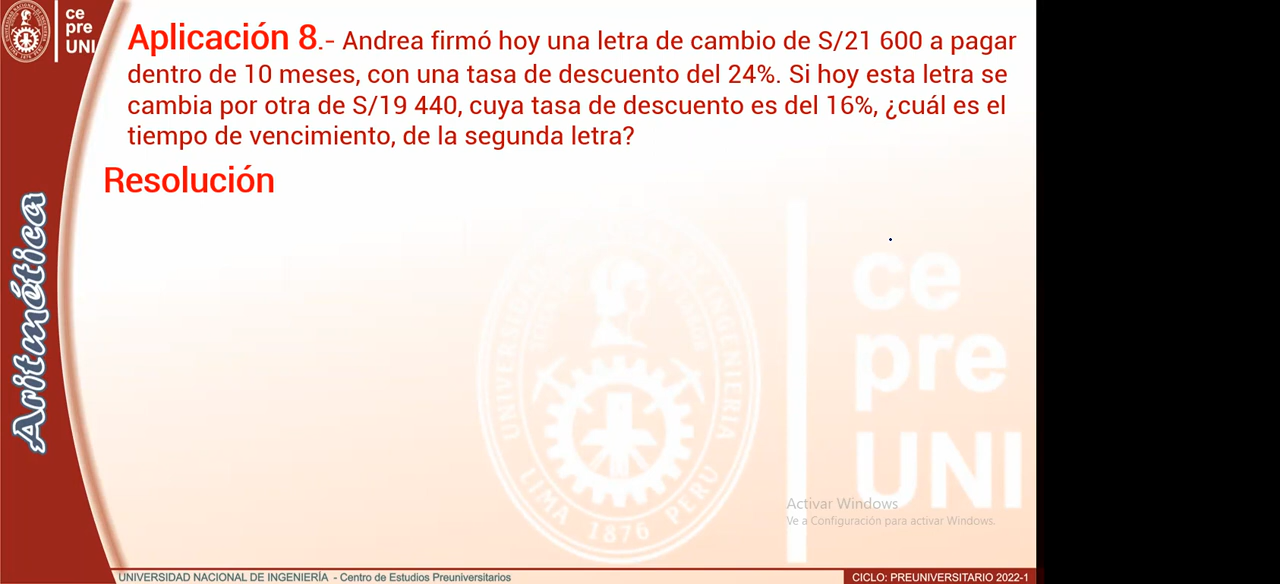 ce
pre
UNI
Aplicación 8.- Andrea firmó hoy una letra de cambio de S/21 600 a pagar
dentro de 10 meses, con una tasa de descuento del 24%. Si hoy esta letra se
cambia por otra de S/19 440, cuya tasa de descuento es del 16%, ¿cuál es el
tiempo de vencimiento, de la segunda letra?
Resolución
Aritmética
ce
pre
UNI
LIMA 1876 PERU
Activar Windows
Ve a Configuración para activar Windows.
UNIVERSIDAD NACIONAL DE INGENIERÍA - Centro de Estudios Preuniversitarios
CICLO: PREUNIVERSITARIO 2022-1